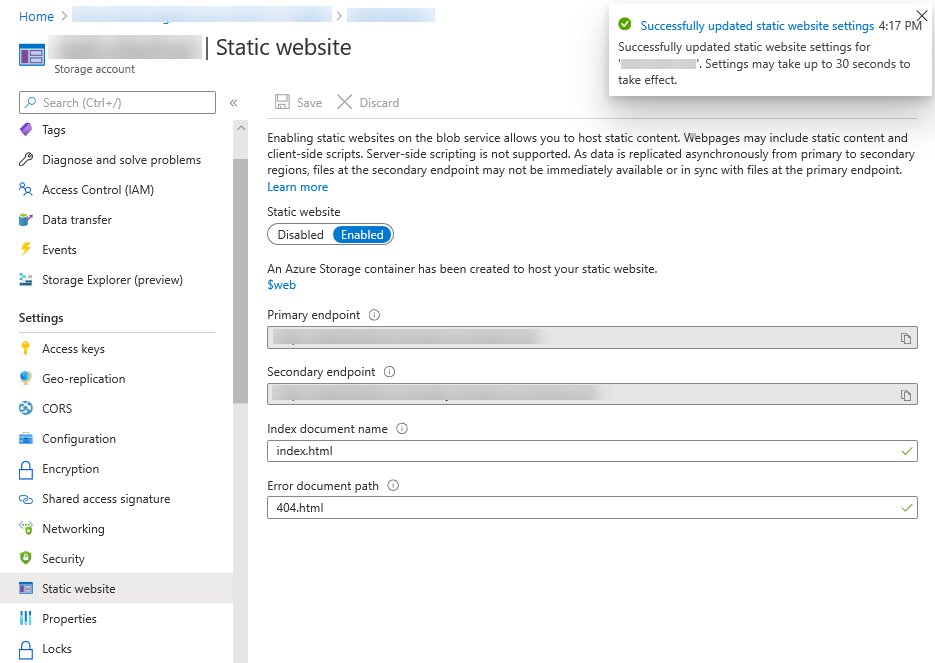 Home
Successfully updated static website settings 4:17 PM
Successfully updated static website settings for
'                    '. Settings may take up to 30 seconds to
take effect.
| Static website
Storage account
Search (Ctrl+/)
«
Save
Discard
Tags
Diagnose and solve problems
Access Control (IAM)
Data transfer
Events
Storage Explorer (preview)
Settings
Access keys
Geo-replication
CORS
Configuration
Encryption
Shared access signature
Networking
Security
Static website
Properties
Locks
Enabling static websites on the blob service allows you to host static content. Webpages may include static content and
client-side scripts. Server-side scripting is not supported. As data is replicated asynchronously from primary to secondary
regions, files at the secondary endpoint may not be immediately available or in sync with files at the primary endpoint.
Learn more
Static website
Disabled Enabled
An Azure Storage container has been created to host your static website.
$web
Primary endpoint
Secondary endpoint
Index document name
index.html
Error document path
404.html